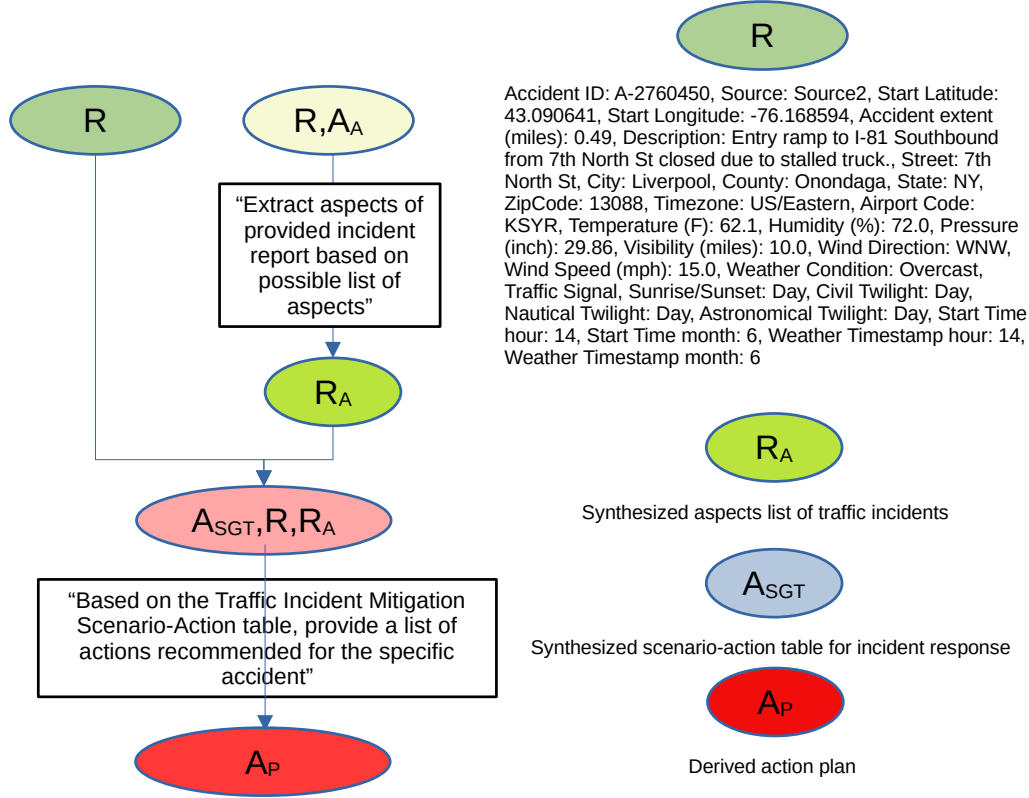 R
R,AA
“Extract aspects of
provided incident
report based on
possible list of
aspects”
RA
ASGT,R,RA
“Based on the Traffic Incident Mitigation
Scenario-Action table, provide a list of
actions recommended for the specific
accident”
AP
R
Accident ID: A-2760450, Source: Source2, Start Latitude:
43.090641, Start Longitude: -76.168594, Accident extent
(miles): 0.49, Description: Entry ramp to I-81 Southbound
from 7th North St closed due to stalled truck., Street: 7th
North St, City: Liverpool, County: Onondaga, State: NY,
ZipCode: 13088, Timezone: US/Eastern, Airport Code:
KSYR, Temperature (F): 62.1, Humidity (%): 72.0, Pressure
(inch): 29.86, Visibility (miles): 10.0, Wind Direction: WNW,
Wind Speed (mph): 15.0, Weather Condition: Overcast,
Traffic Signal, Sunrise/Sunset: Day, Civil Twilight: Day,
Nautical Twilight: Day, Astronomical Twilight: Day, Start Time
hour: 14, Start Time month: 6, Weather Timestamp hour: 14,
Weather Timestamp month: 6
RA
Synthesized aspects list of traffic incidents
ASGT
Synthesized scenario-action table for incident response
AP
Derived action plan